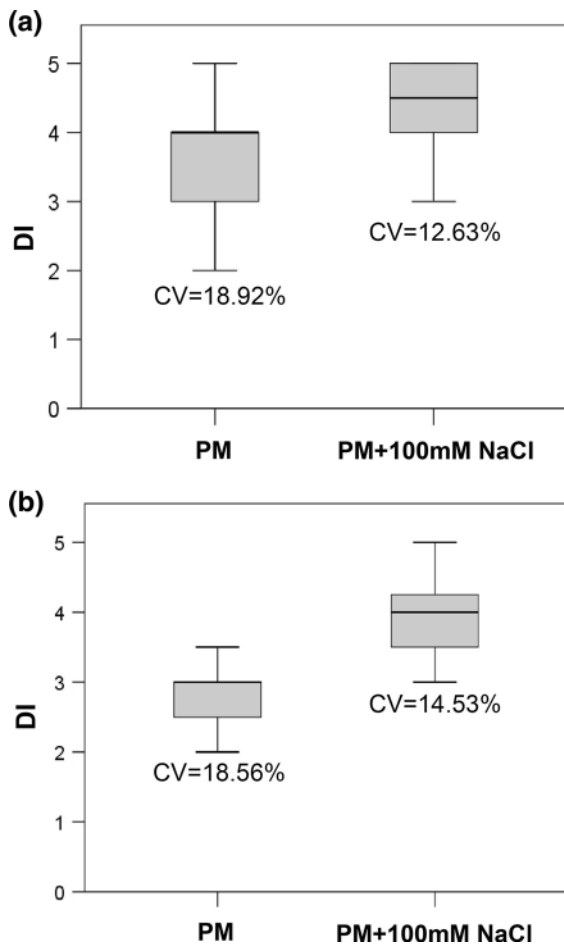 (a)
5
4
3
2
1
0
DI
CV=18.92%
CV=12.63%
PM
PM+100mM NaCl
(b)
5
4
3
2
1
0
DI
CV=18.56%
CV=14.53%
PM
PM+100mM NaCl